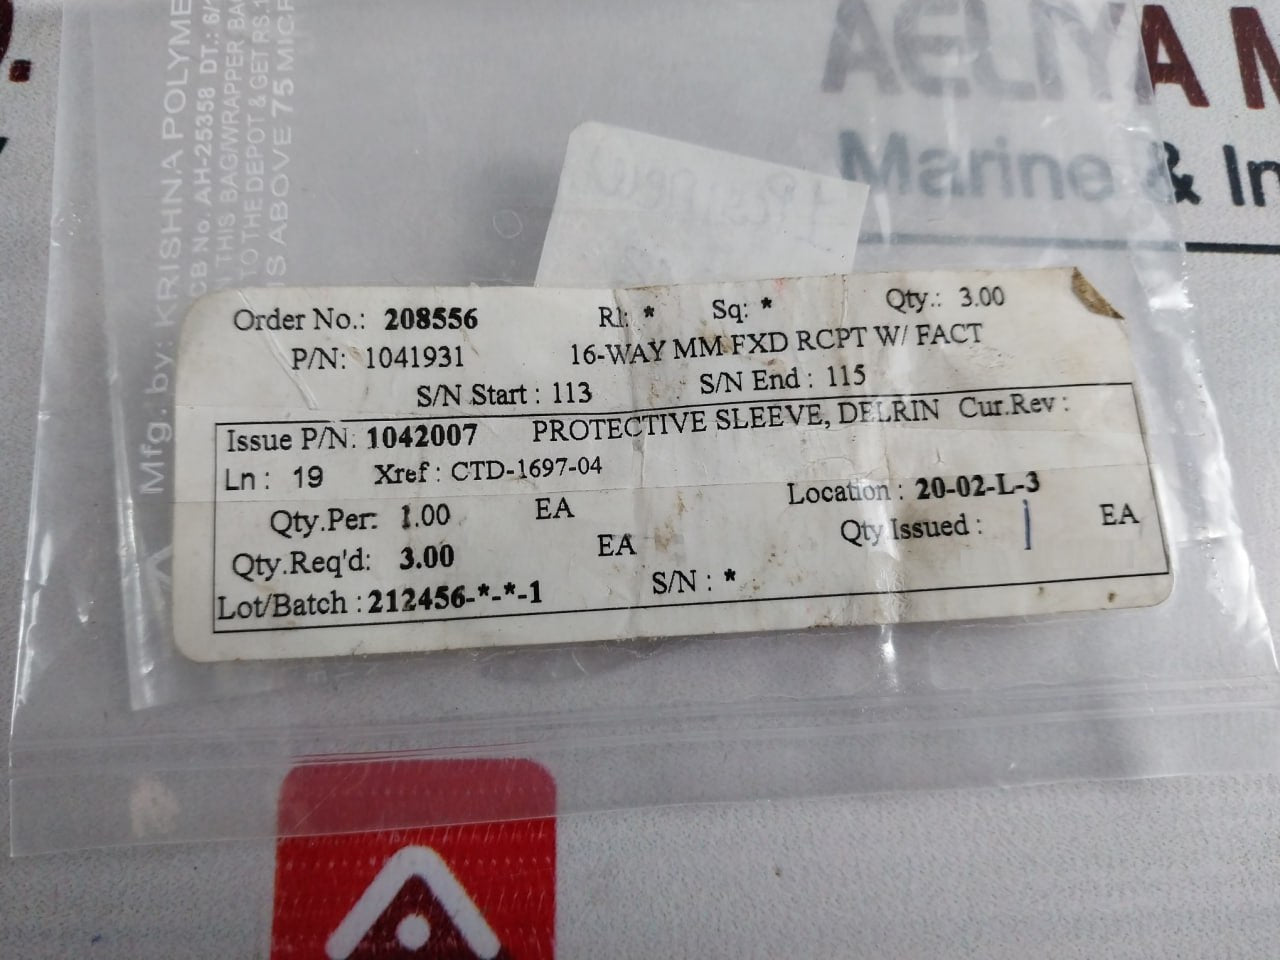 AELIYA M
Marine & In
Mfg. by: KRISHNA POLYME
CB No. AH-25358 DT.: 6/
THIS BAG/WRAPPER BA
TO THE DEPOT & GET RS.1
IS ABOVE 75 MICR
Order No.: 208556 Rl: * Sq: * Qty.: 3.00
P/N: 1041931 16-WAY MM FXD RCPT W/ FACT
S/N Start : 113 S/N End : 115
Issue P/N: 1042007 PROTECTIVE SLEEVE, DELRIN Cur.Rev :
Ln : 19 Xref : CTD-1697-04
Location : 20-02-L-3
Qty.Per: 1.00 EA
Qty.Issued : 1 EA
Qty.Req'd: 3.00 EA
Lot/Batch : 212456-*-*-1 S/N : *